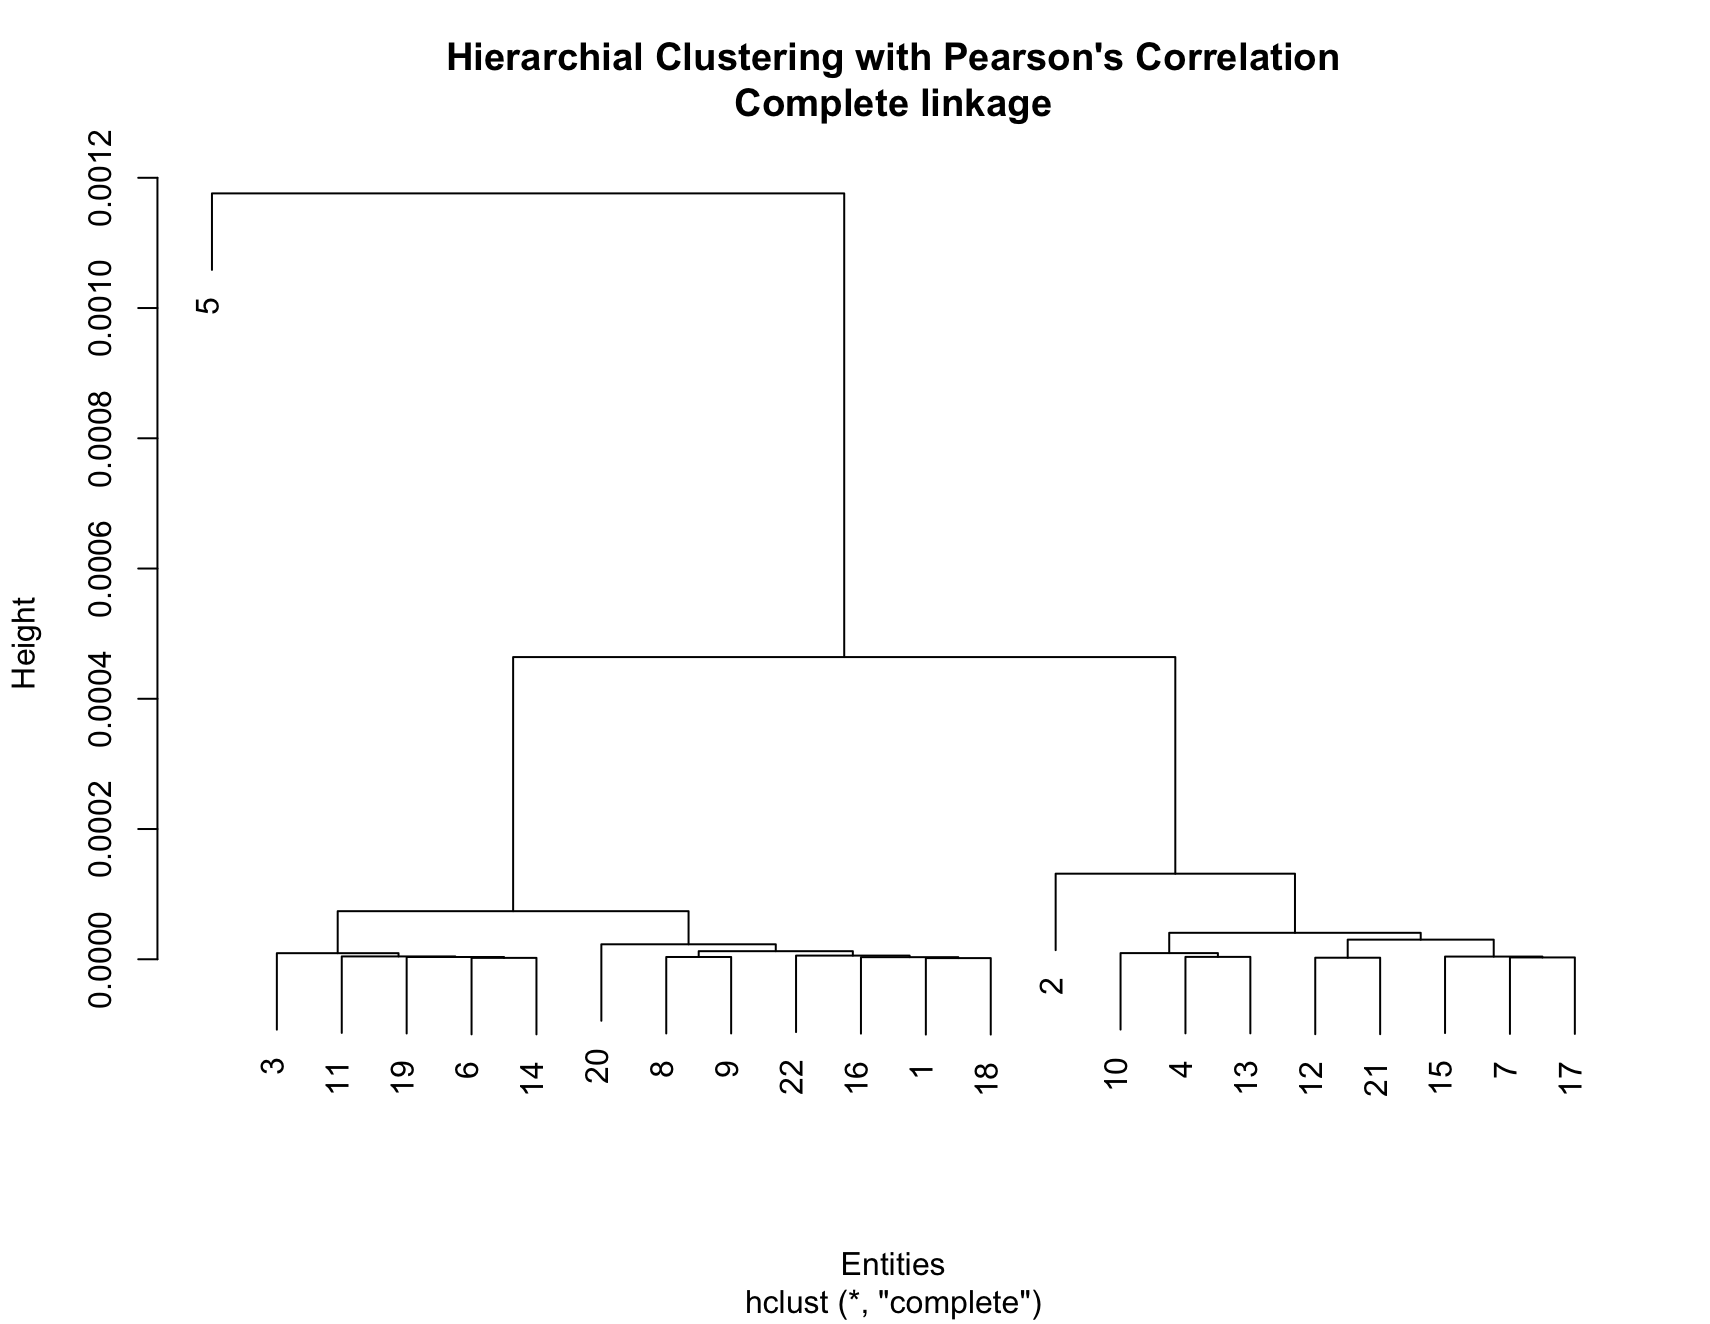 Hierarchial Clustering with Pearson's Correlation
Complete linkage
Height
0.0012
0.0010
0.0008
0.0006
0.0004
0.0002
0.0000
5
2
3 11 19 6 14 20 8 9 22 16 1 18 10 4 13 12 21 15 7 17
Entities
hclust (*, "complete")